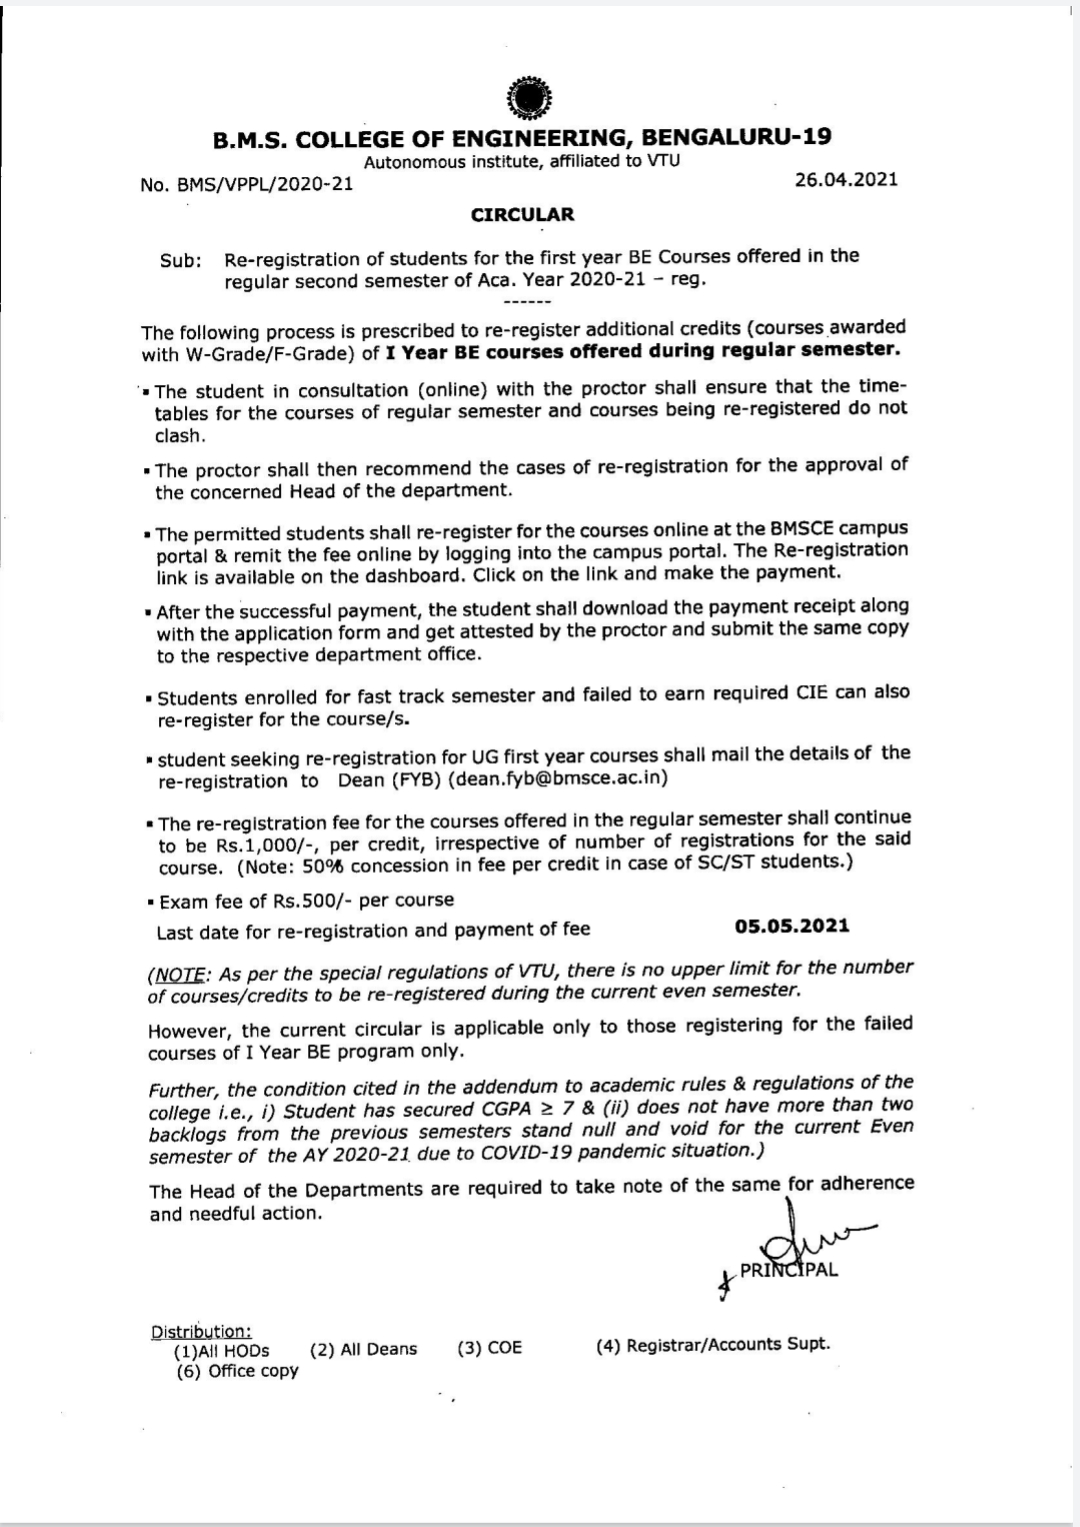 B.M.S. COLLEGE OF ENGINEERING, BENGALURU-19
Autonomous institute, affiliated to VTU
No. BMS/VPPL/2020-21
26.04.2021
CIRCULAR
Sub: Re-registration of students for the first year BE Courses offered in the
regular second semester of Aca. Year 2020-21 – reg.
------
The following process is prescribed to re-register additional credits (courses awarded
with W-Grade/F-Grade) of I Year BE courses offered during regular semester.
▪ The student in consultation (online) with the proctor shall ensure that the time-
tables for the courses of regular semester and courses being re-registered do not
clash.
▪ The proctor shall then recommend the cases of re-registration for the approval of
the concerned Head of the department.
▪ The permitted students shall re-register for the courses online at the BMSCE campus
portal & remit the fee online by logging into the campus portal. The Re-registration
link is available on the dashboard. Click on the link and make the payment.
▪ After the successful payment, the student shall download the payment receipt along
with the application form and get attested by the proctor and submit the same copy
to the respective department office.
▪ Students enrolled for fast track semester and failed to earn required CIE can also
re-register for the course/s.
▪ student seeking re-registration for UG first year courses shall mail the details of the
re-registration to Dean (FYB) (dean.fyb@bmsce.ac.in)
▪ The re-registration fee for the courses offered in the regular semester shall continue
to be Rs.1,000/-, per credit, irrespective of number of registrations for the said
course. (Note: 50% concession in fee per credit in case of SC/ST students.)
▪ Exam fee of Rs.500/- per course
Last date for re-registration and payment of fee 05.05.2021
(NOTE: As per the special regulations of VTU, there is no upper limit for the number
of courses/credits to be re-registered during the current even semester.
However, the current circular is applicable only to those registering for the failed
courses of I Year BE program only.
Further, the condition cited in the addendum to academic rules & regulations of the
college i.e., i) Student has secured CGPA ≥ 7 & (ii) does not have more than two
backlogs from the previous semesters stand null and void for the current Even
semester of the AY 2020-21 due to COVID-19 pandemic situation.)
The Head of the Departments are required to take note of the same for adherence
and needful action.
PRINCIPAL
Distribution:
(1)All HODs (2) All Deans (3) COE (4) Registrar/Accounts Supt.
(6) Office copy